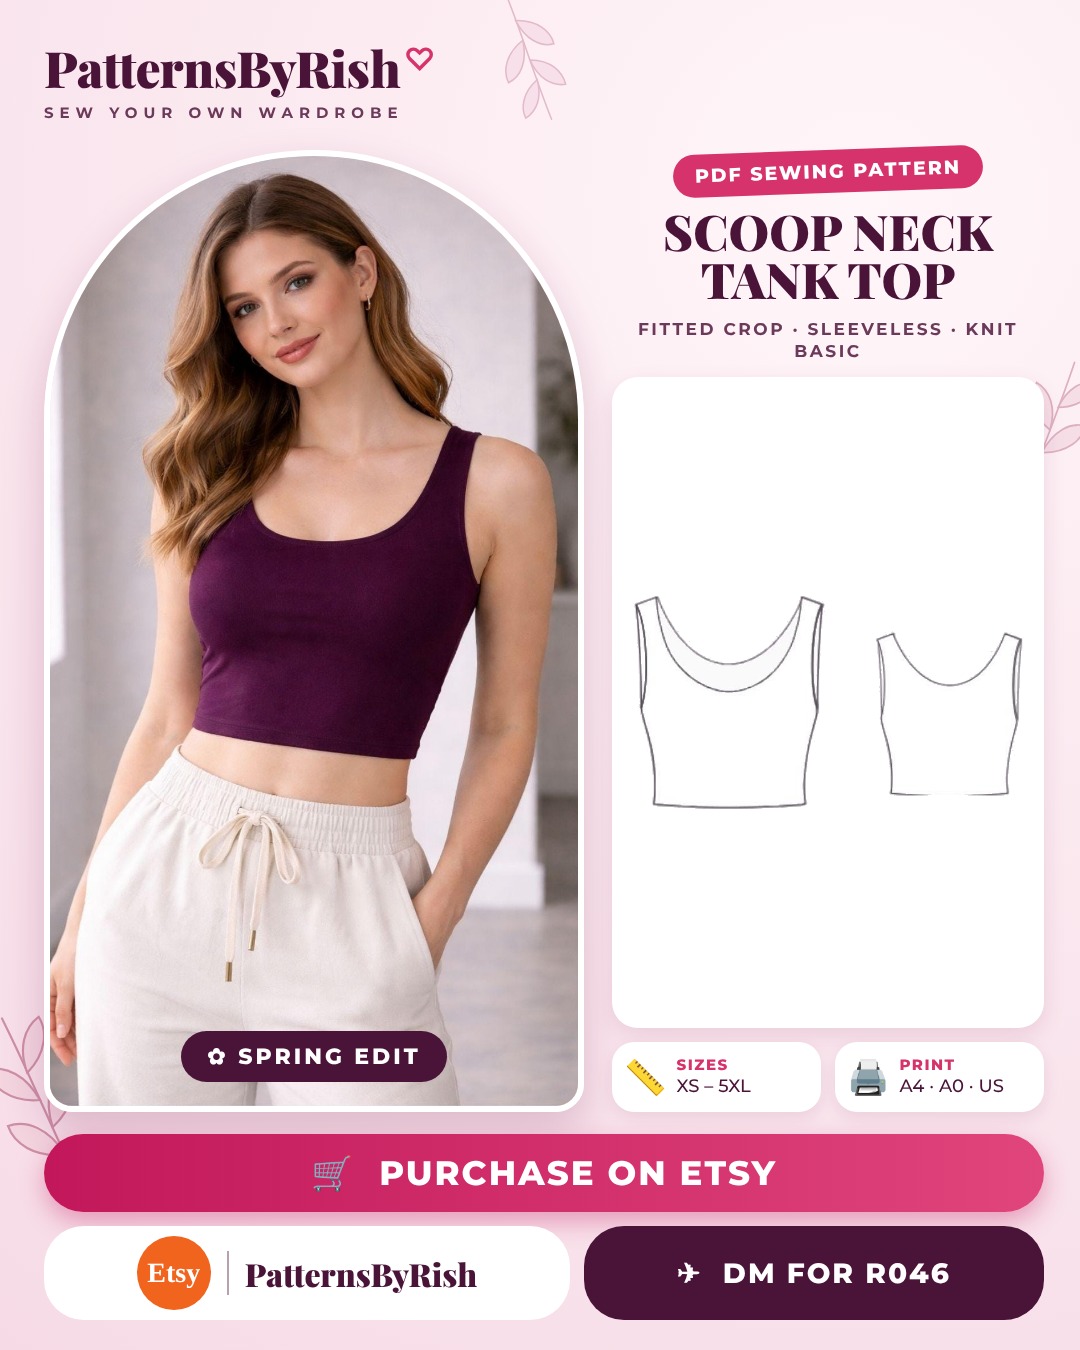 PatternsByRish♡
SEW YOUR OWN WARDROBE
PDF SEWING PATTERN
SCOOP NECK
TANK TOP
FITTED CROP · SLEEVELESS · KNIT
BASIC
✿ SPRING EDIT
SIZES
XS – 5XL
PRINT
A4 · A0 · US
🛒 PURCHASE ON ETSY
Etsy | PatternsByRish
✈ DM FOR R046